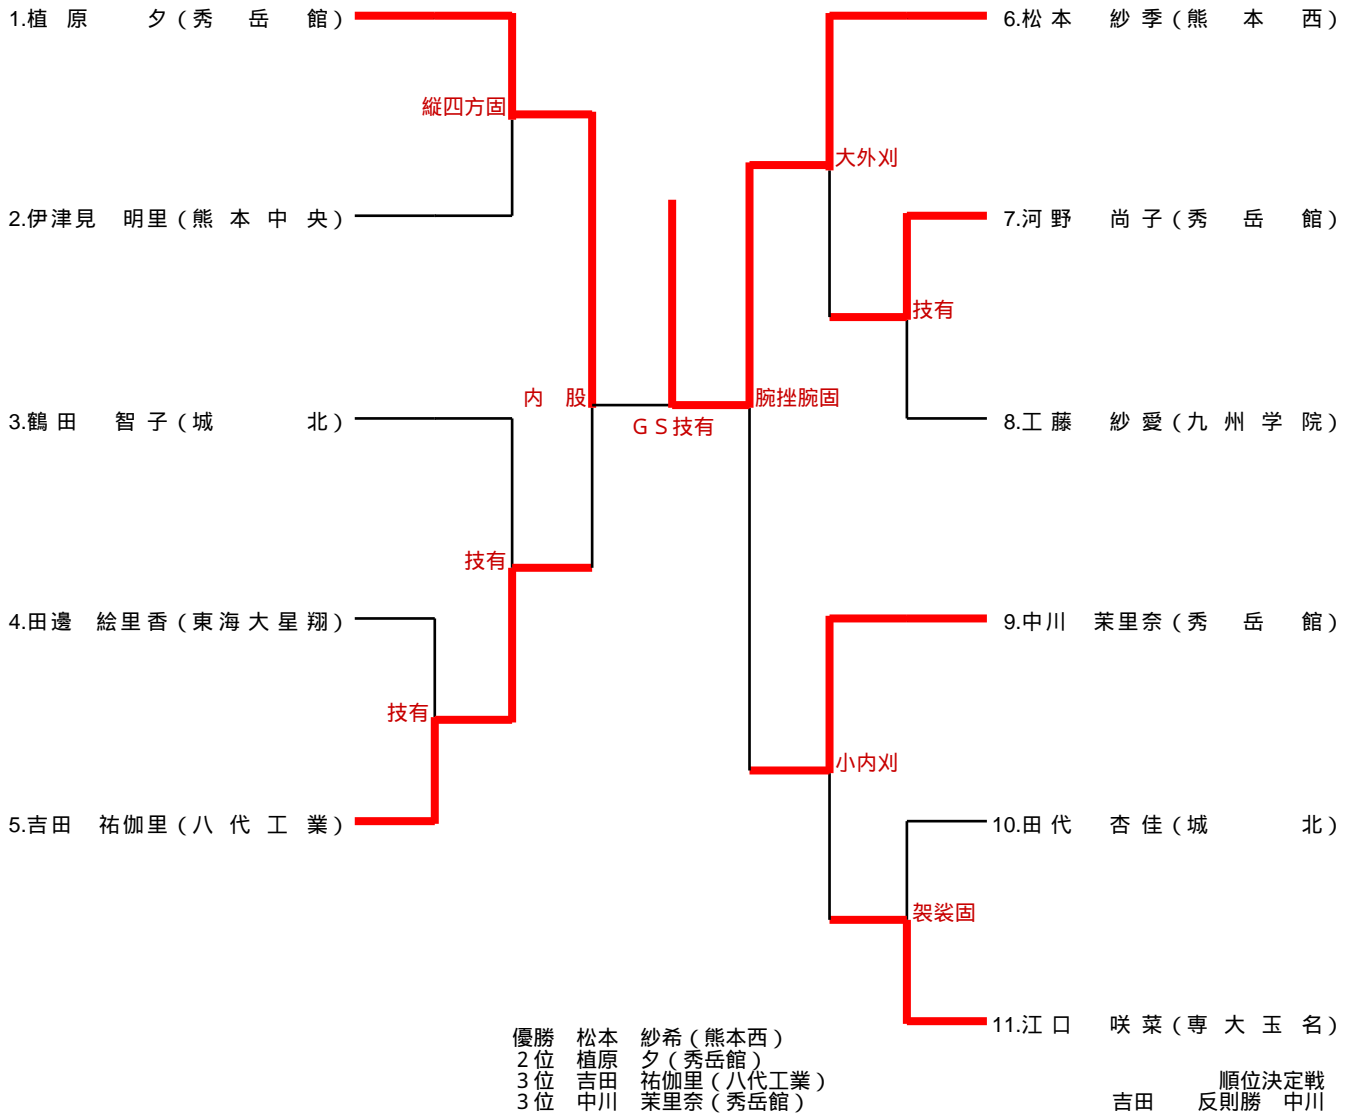 1.植原 夕(秀岳館)
縦四方固
2.伊津見 明里(熊本中央)
内 股
3.鶴田 智子(城北)
技有
4.田邊 絵里香(東海大星翔)
技有
5.吉田 祐伽里(八代工業)
GS技有
6.松本 紗季(熊本西)
大外刈
7.河野 尚子(秀岳館)
技有
腕挫腕固
8.工藤 紗愛(九州学院)
9.中川 茉里奈(秀岳館)
小内刈
10.田代 杏佳(城北)
袈裟固
11.江口 咲菜(専大玉名)
優勝 松本 紗希(熊本西)
2位 植原 夕(秀岳館)
3位 吉田 祐伽里(八代工業)
3位 中川 茉里奈(秀岳館)
順位決定戦
吉田 反則勝 中川